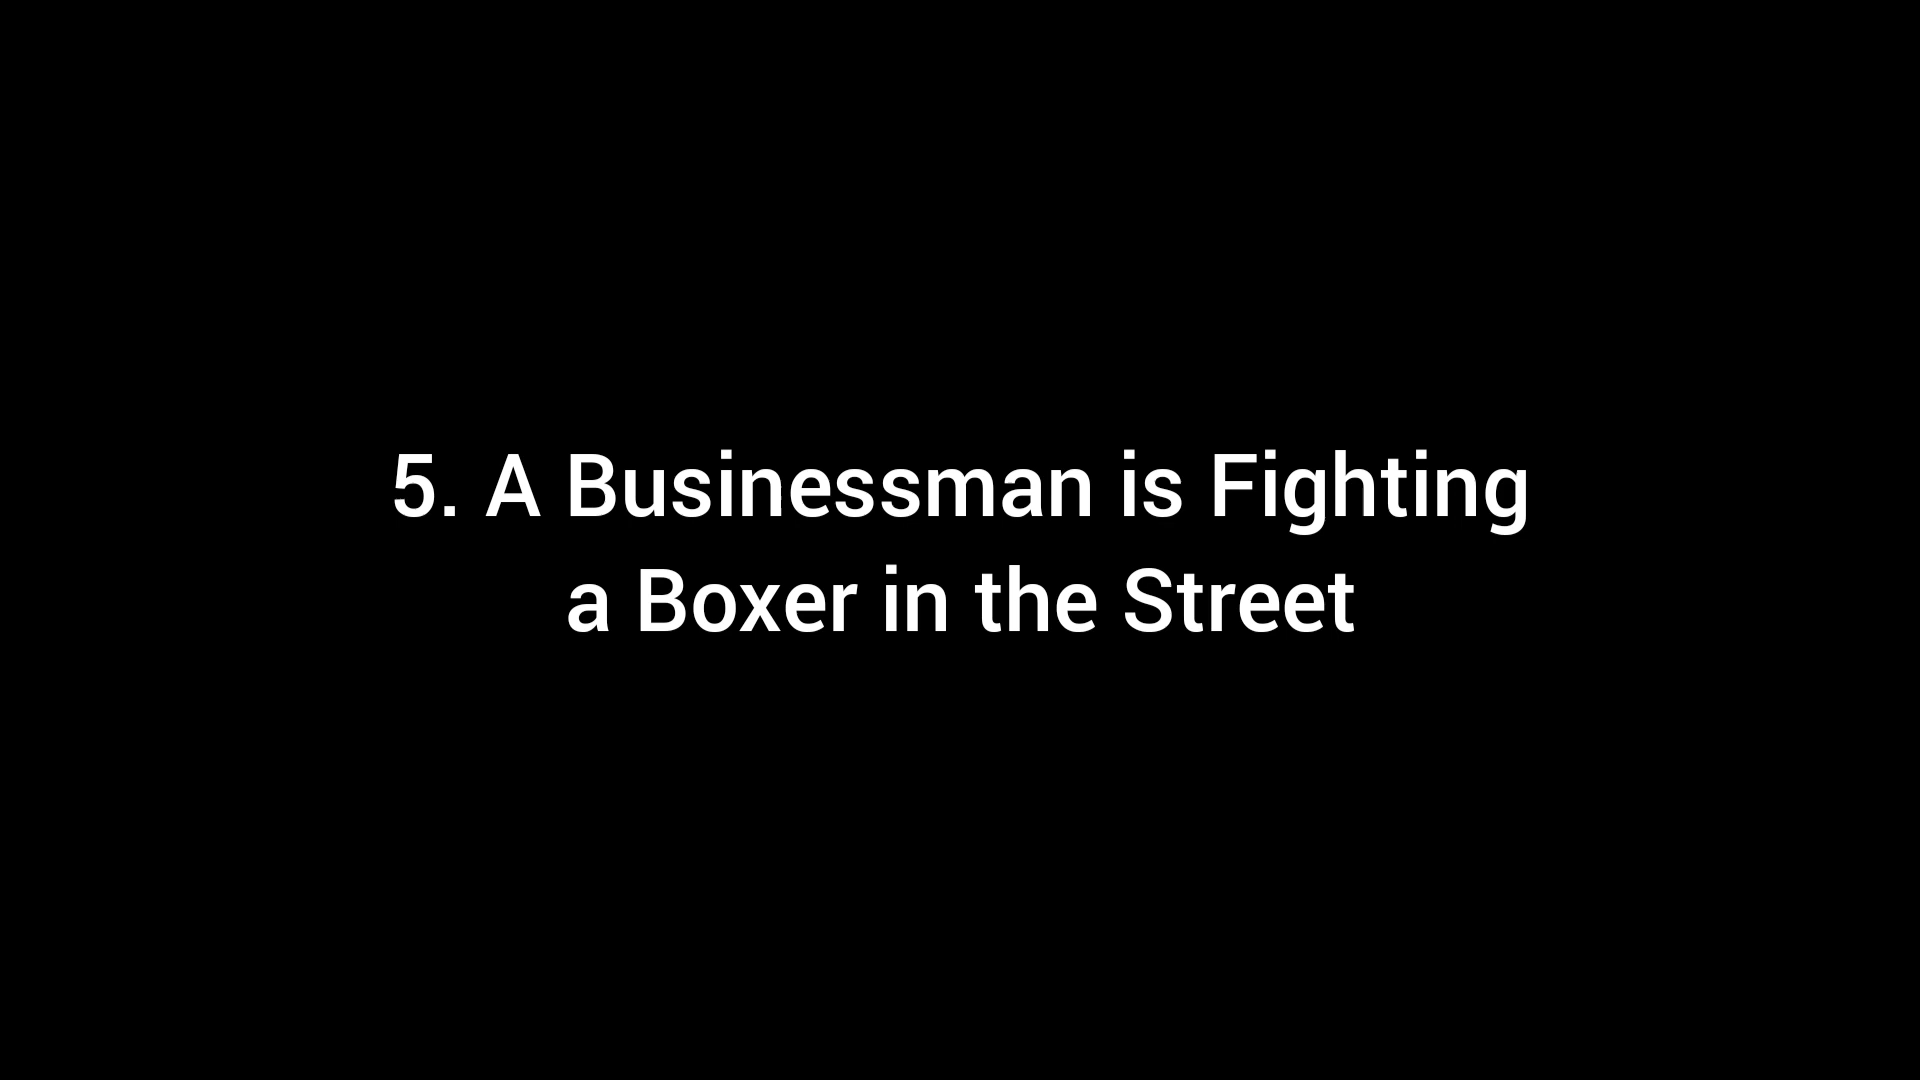 5. A Businessman is Fighting
a Boxer in the Street